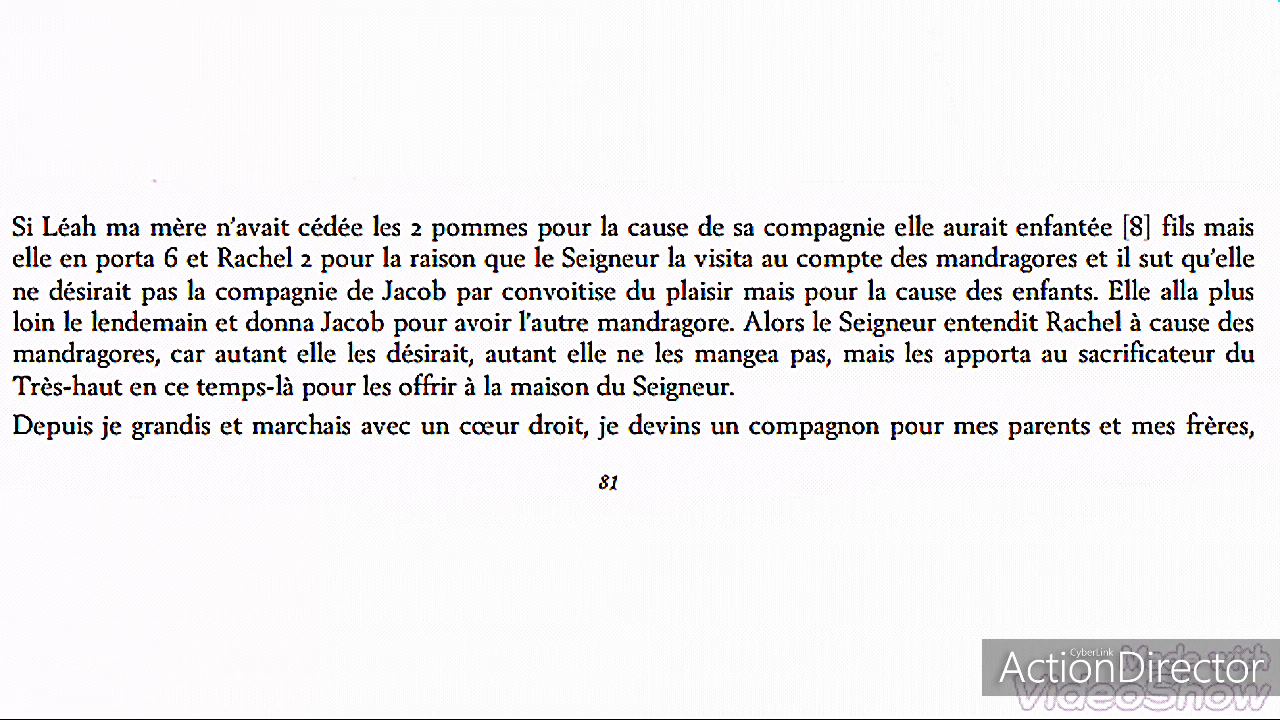 Si Léah ma mère n'avait cédée les 2 pommes pour la cause de sa compagnie elle aurait enfantée [8] fils mais
elle en porta 6 et Rachel 2 pour la raison que le Seigneur la visita au compte des mandragores et il sut qu'elle
ne désirait pas la compagnie de Jacob par convoitise du plaisir mais pour la cause des enfants. Elle alla plus
loin le lendemain et donna Jacob pour avoir l'autre mandragore. Alors le Seigneur entendit Rachel à cause des
mandragores, car autant elle les désirait, autant elle ne les mangea pas, mais les apporta au sacrificateur du
Très-haut en ce temps-là pour les offrir à la maison du Seigneur.
Depuis je grandis et marchais avec un cœur droit, je devins un compagnon pour mes parents et mes frères,
81
CyberLink
ActionDirector
Made with
VideoShow